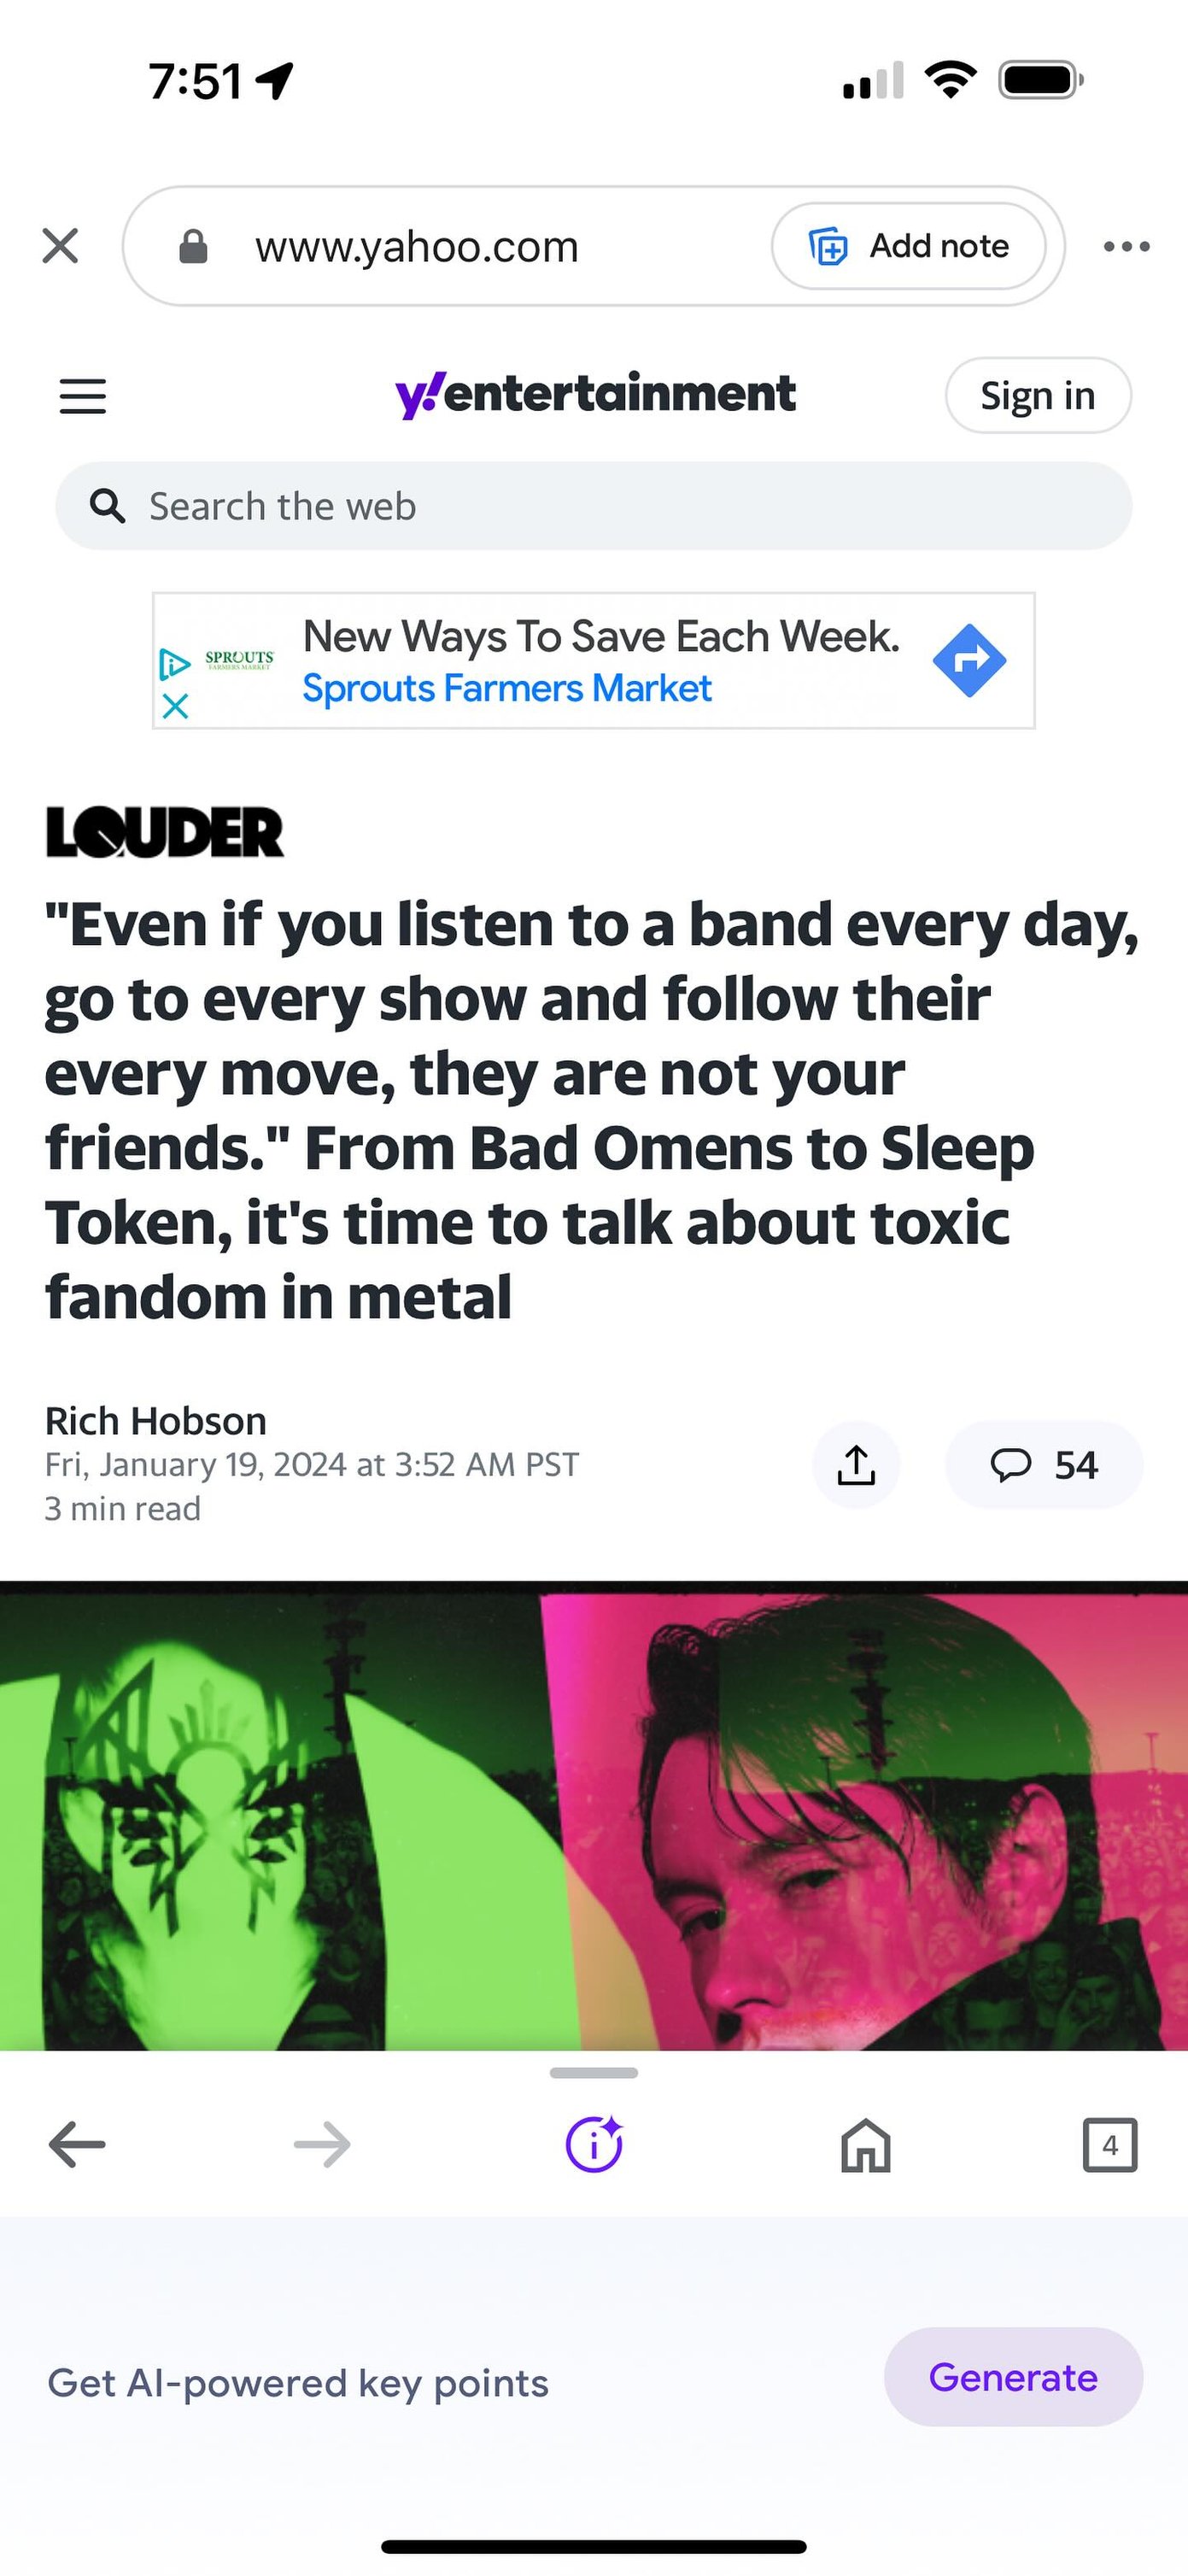 7:51
www.yahoo.com
Add note
y!entertainment
Sign in
Search the web
SPROUTS
FARMERS MARKET
New Ways To Save Each Week.
Sprouts Farmers Market
LOUDER
"Even if you listen to a band every day,
go to every show and follow their
every move, they are not your
friends." From Bad Omens to Sleep
Token, it's time to talk about toxic
fandom in metal
Rich Hobson
Fri, January 19, 2024 at 3:52 AM PST
3 min read
54
4
Get AI-powered key points
Generate